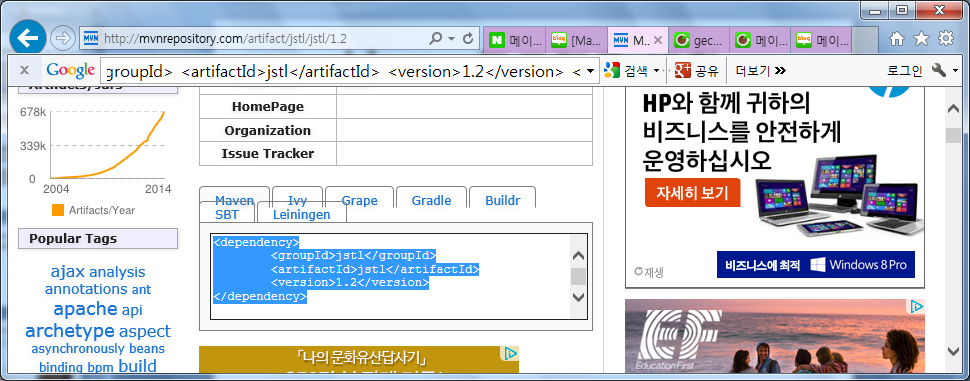 http://mvnrepository.com/artifact/jstl/jstl/1.2
메이...
[Ma...
M...
gec...
메이...
메이...
x Google groupId> <artifactId>jstl</artifactId> <version>1.2</version> < 검색 공유 더보기 » 로그인
Artifacts/Jars
678k
339k
0
2004 2014
Artifacts/Year
Popular Tags
ajax analysis
annotations ant
apache api
archetype aspect
asynchronously beans
binding bpm build
HomePage
Organization
Issue Tracker
Maven Ivy Grape Gradle Buildr
SBT Leiningen
<dependency>
<groupId>jstl</groupId>
<artifactId>jstl</artifactId>
<version>1.2</version>
</dependency>
「나의 문화유산답사기」
HP와 함께 귀하의
비즈니스를 안전하게
운영하십시오
자세히 보기
재생
비즈니스에 최적 Windows 8 Pro
EF
EducationFirst